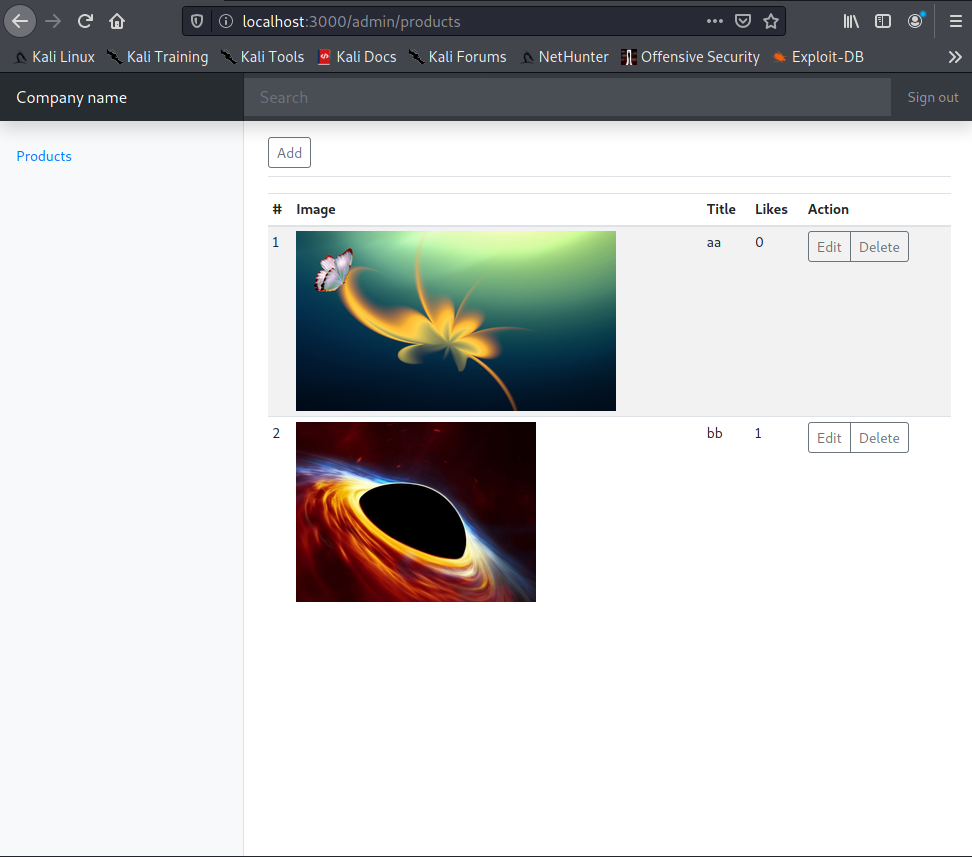 localhost:3000/admin/products
Kali Linux Kali Training Kali Tools Kali Docs Kali Forums NetHunter Offensive Security Exploit-DB
Company name Search Sign out
Products
Add
# Image Title Likes Action
1 aa 0 Edit Delete
2 bb 1 Edit Delete